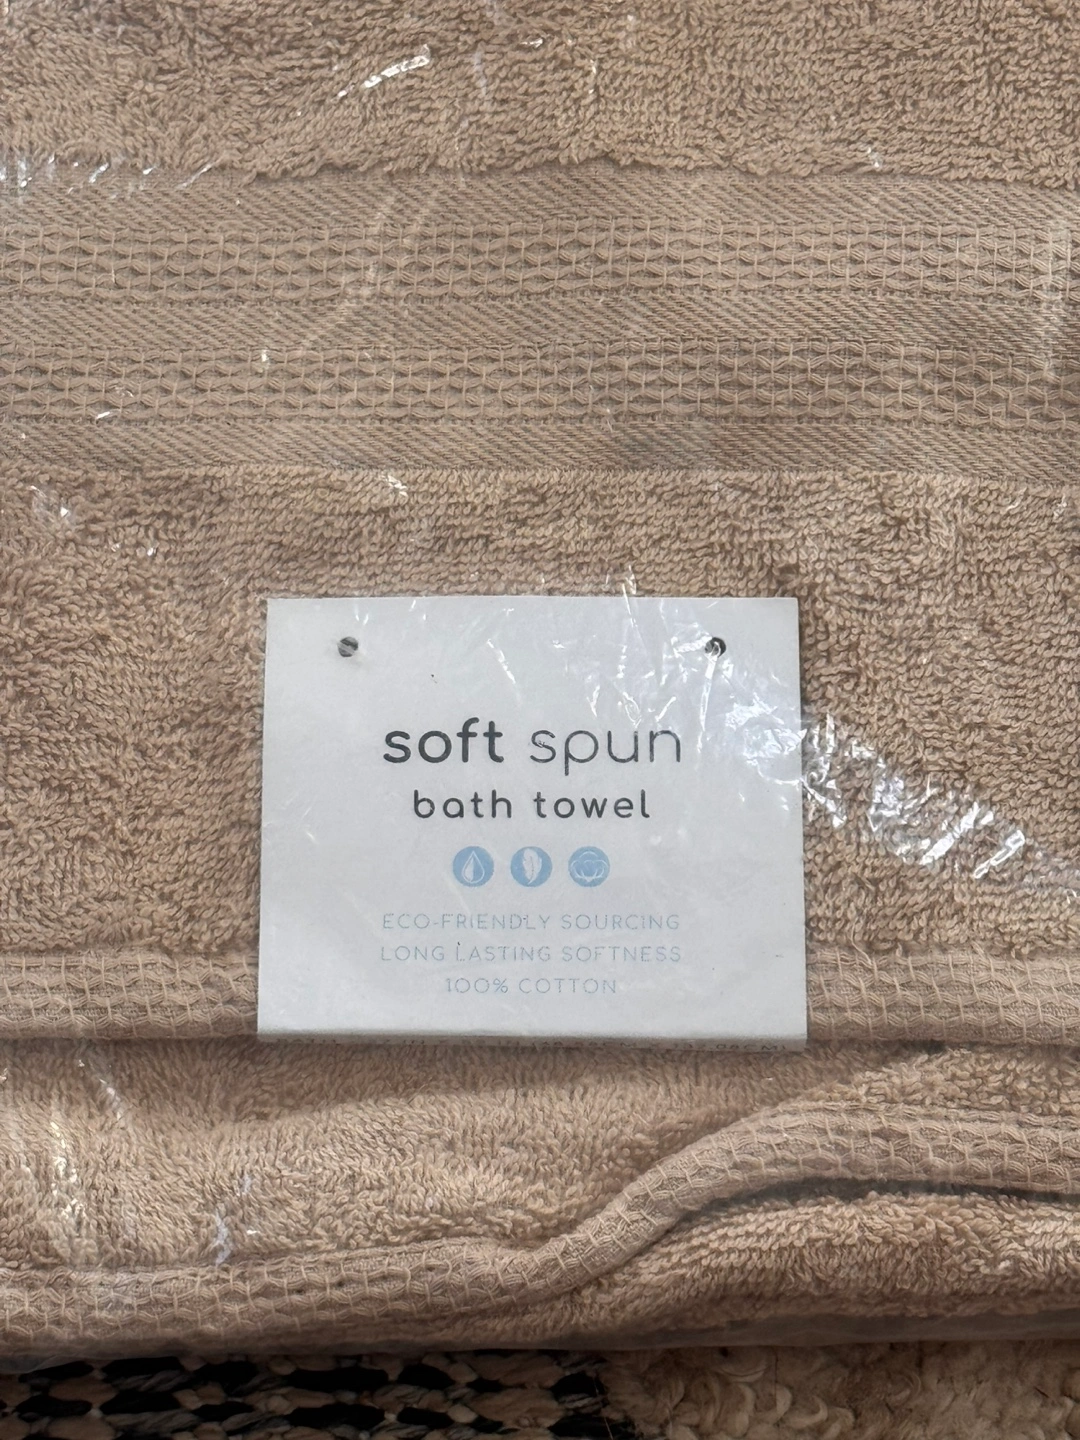 soft spun
bath towel
ECO-FRIENDLY SOURCING
LONG LASTING SOFTNESS
100% COTTON